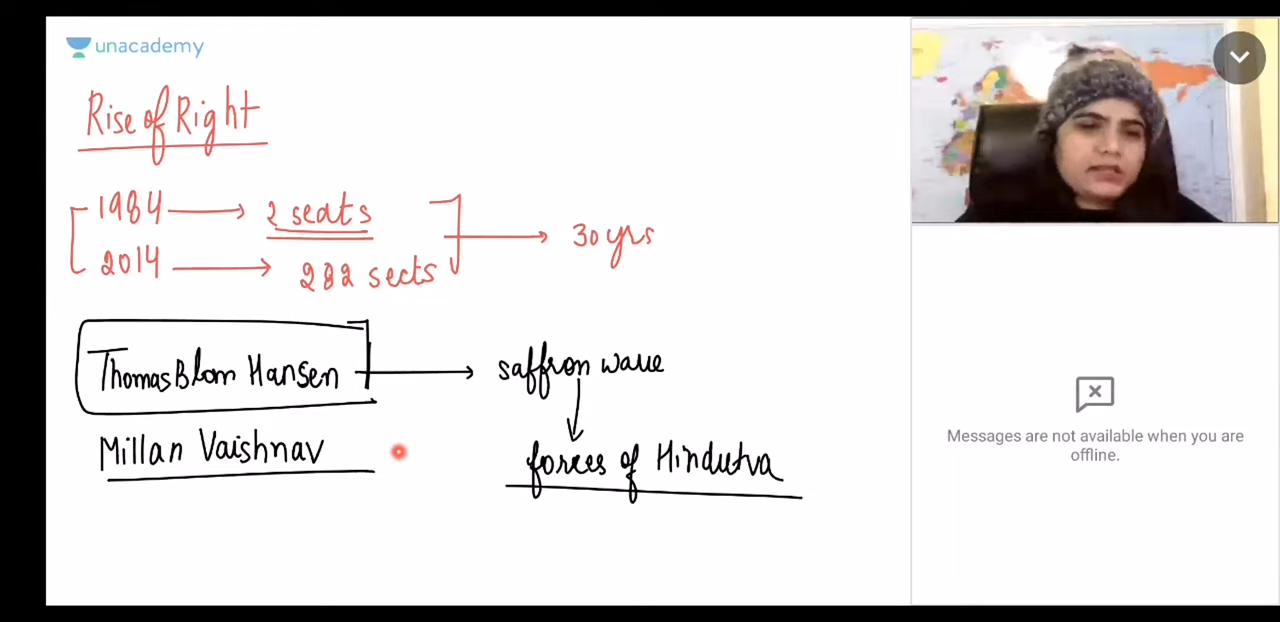 unacademy
Rise of Right
1984 → 2 seats
→ 30 yrs
2014 → 282 seats
Thomas Blom Hansen → saffron wave
Millan Vaishnav
forces of Hindutva
Messages are not available when you are
offline.